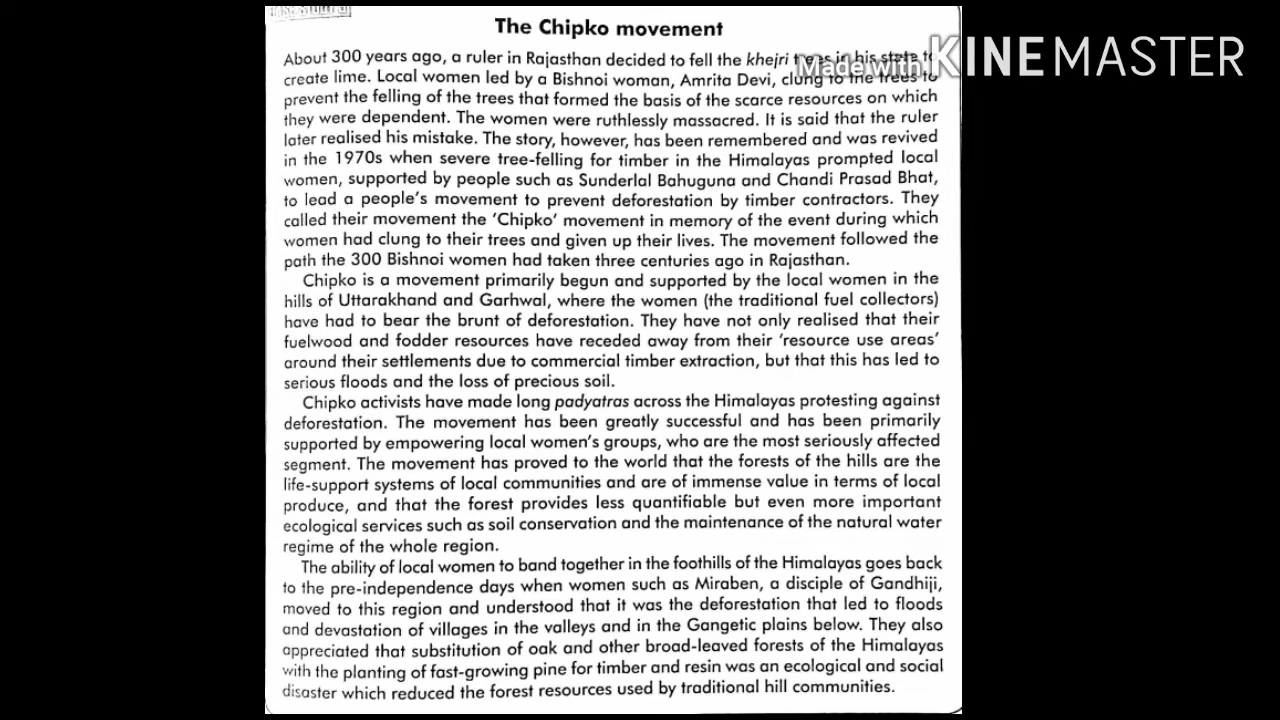 CASE STUDY
The Chipko movement
Made with KINEMASTER
About 300 years ago, a ruler in Rajasthan decided to fell the khejri trees in his state to
create lime. Local women led by a Bishnoi woman, Amrita Devi, clung to the trees to
prevent the felling of the trees that formed the basis of the scarce resources on which
they were dependent. The women were ruthlessly massacred. It is said that the ruler
later realised his mistake. The story, however, has been remembered and was revived
in the 1970s when severe tree-felling for timber in the Himalayas prompted local
women, supported by people such as Sunderlal Bahuguna and Chandi Prasad Bhat,
to lead a people's movement to prevent deforestation by timber contractors. They
called their movement the 'Chipko' movement in memory of the event during which
women had clung to their trees and given up their lives. The movement followed the
path the 300 Bishnoi women had taken three centuries ago in Rajasthan.
Chipko is a movement primarily begun and supported by the local women in the
hills of Uttarakhand and Garhwal, where the women (the traditional fuel collectors)
have had to bear the brunt of deforestation. They have not only realised that their
fuelwood and fodder resources have receded away from their 'resource use areas'
around their settlements due to commercial timber extraction, but that this has led to
serious floods and the loss of precious soil.
Chipko activists have made long padyatras across the Himalayas protesting against
deforestation. The movement has been greatly successful and has been primarily
supported by empowering local women's groups, who are the most seriously affected
segment. The movement has proved to the world that the forests of the hills are the
life-support systems of local communities and are of immense value in terms of local
produce, and that the forest provides less quantifiable but even more important
ecological services such as soil conservation and the maintenance of the natural water
regime of the whole region.
The ability of local women to band together in the foothills of the Himalayas goes back
to the pre-independence days when women such as Miraben, a disciple of Gandhiji,
moved to this region and understood that it was the deforestation that led to floods
and devastation of villages in the valleys and in the Gangetic plains below. They also
appreciated that substitution of oak and other broad-leaved forests of the Himalayas
with the planting of fast-growing pine for timber and resin was an ecological and social
disaster which reduced the forest resources used by traditional hill communities.